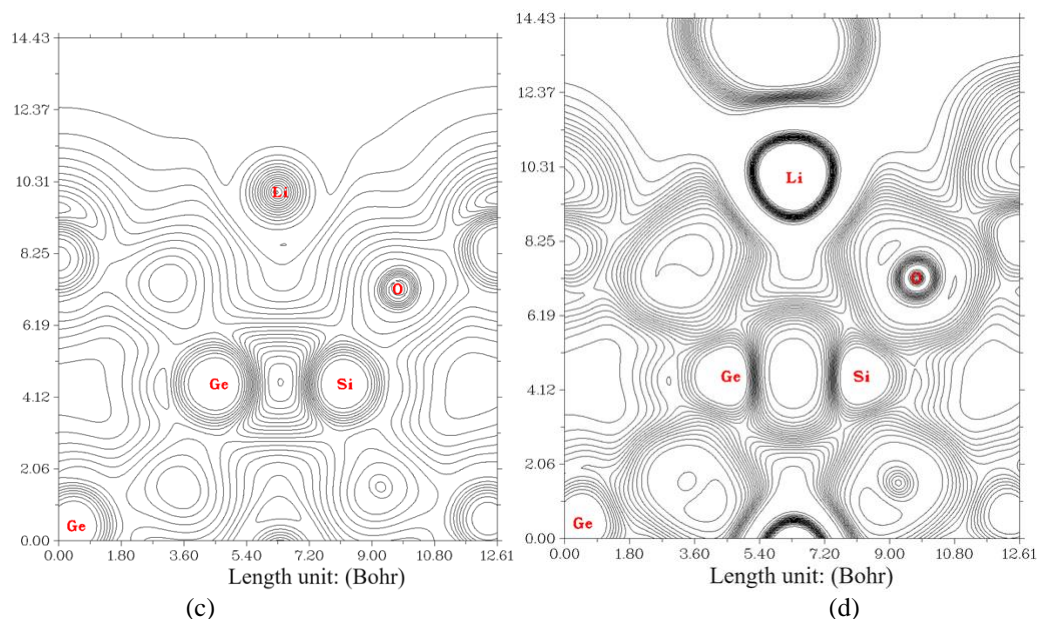 14.43
12.37
10.31
8.25
6.19
4.12
2.06
0.00
0.00 1.80 3.60 5.40 7.20 9.00 10.80 12.61
Li
O
Ge
Si
Ge
Length unit: (Bohr)
(c)
14.43
12.37
10.31
8.25
6.19
4.12
2.06
0.00
0.00 1.80 3.60 5.40 7.20 9.00 10.80 12.61
Li
Ge
Si
Ge
Length unit: (Bohr)
(d)